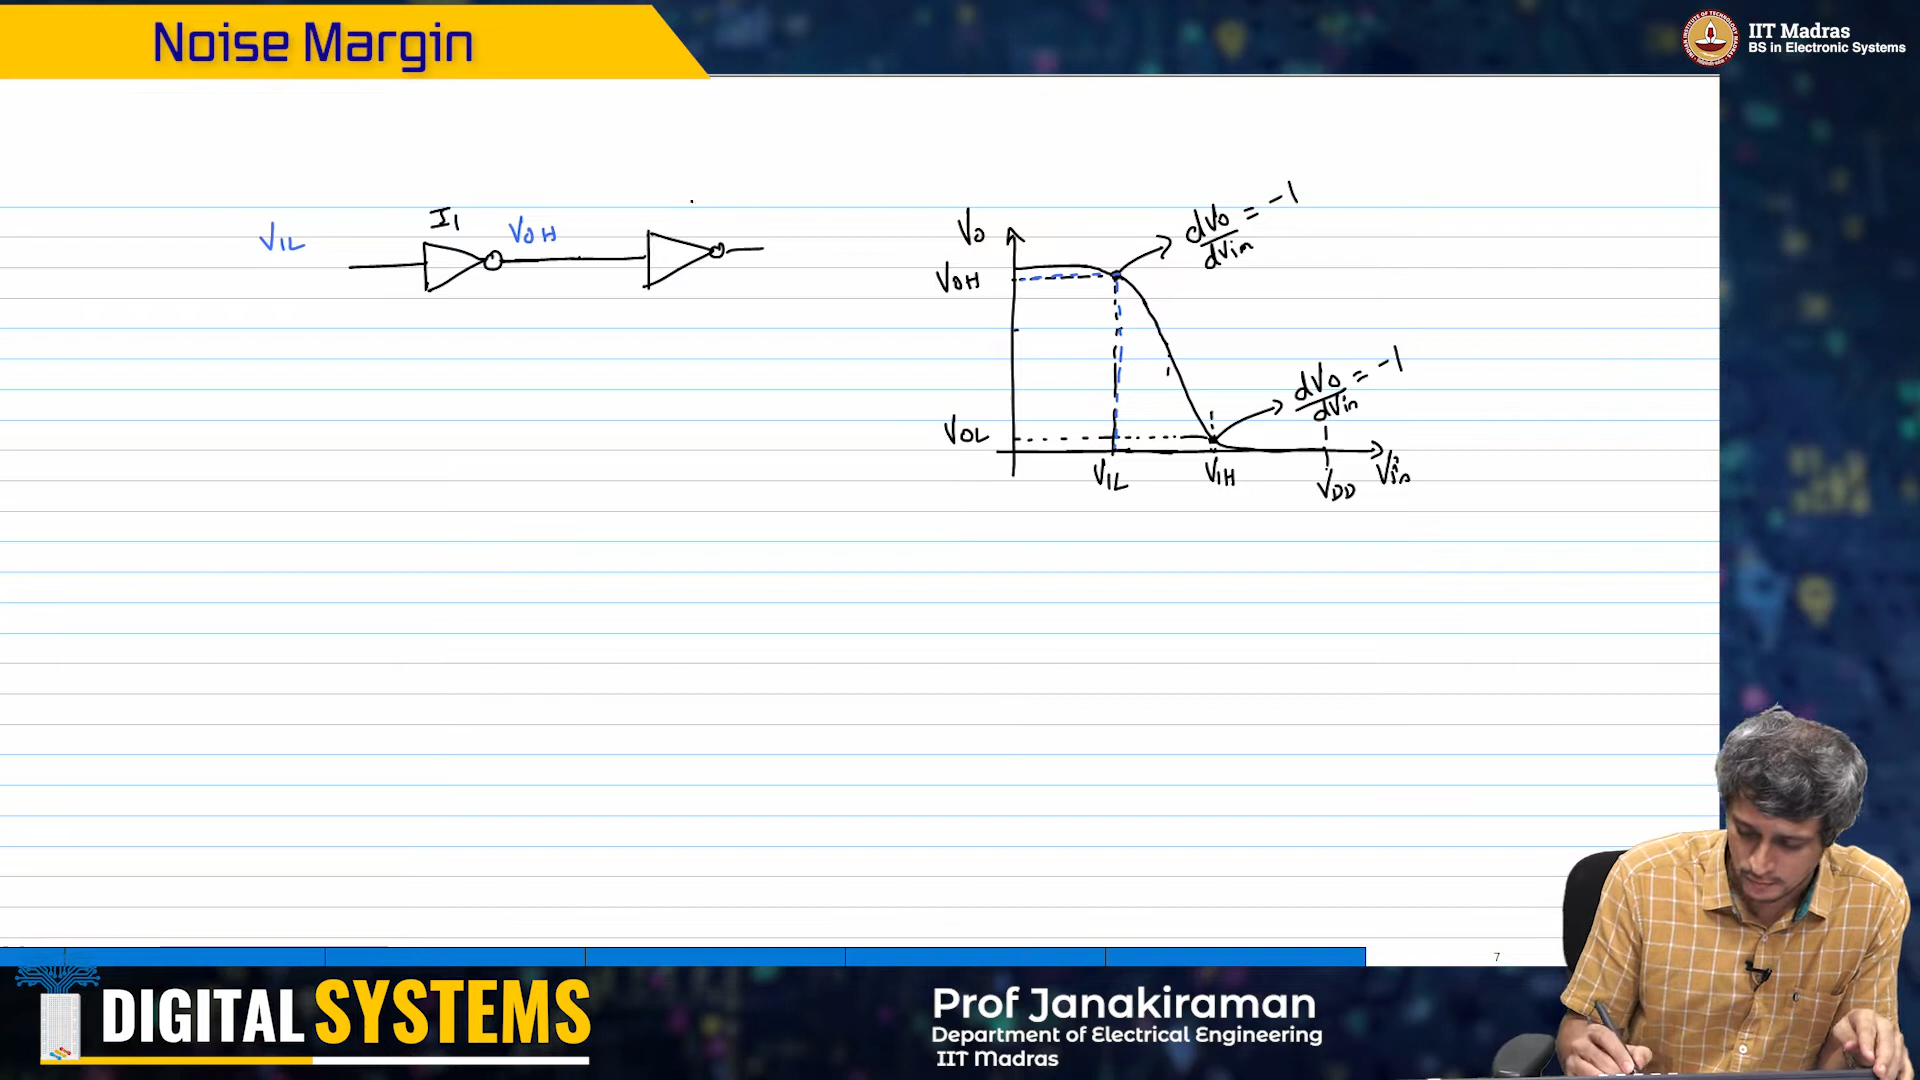 Noise Margin
IIT Madras
BS in Electronic Systems
VIL
I1
VOH
VO
VOH
VOL
dVo/dVin = -1
dVo/dVin = -1
VIL
VIH
VDD
Vin
7
DIGITAL SYSTEMS
Prof Janakiraman
Department of Electrical Engineering
IIT Madras